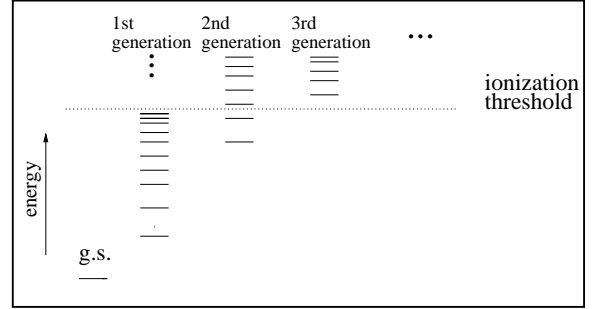 1st generation
2nd generation
3rd generation
...
ionization threshold
energy
g.s.